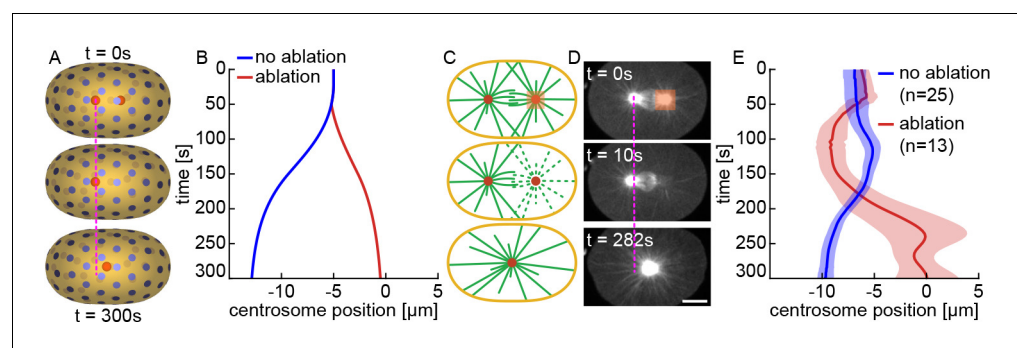 A
t = 0s
t = 300s
B
no ablation
ablation
0
50
100
150
200
250
300
time [s]
-10
-5
0
5
centrosome position [µm]
C
D
t = 0s
t = 10s
t = 282s
E
no ablation
(n=25)
ablation
(n=13)
0
50
100
150
200
250
300
time [s]
-10
-5
0
5
centrosome position [µm]